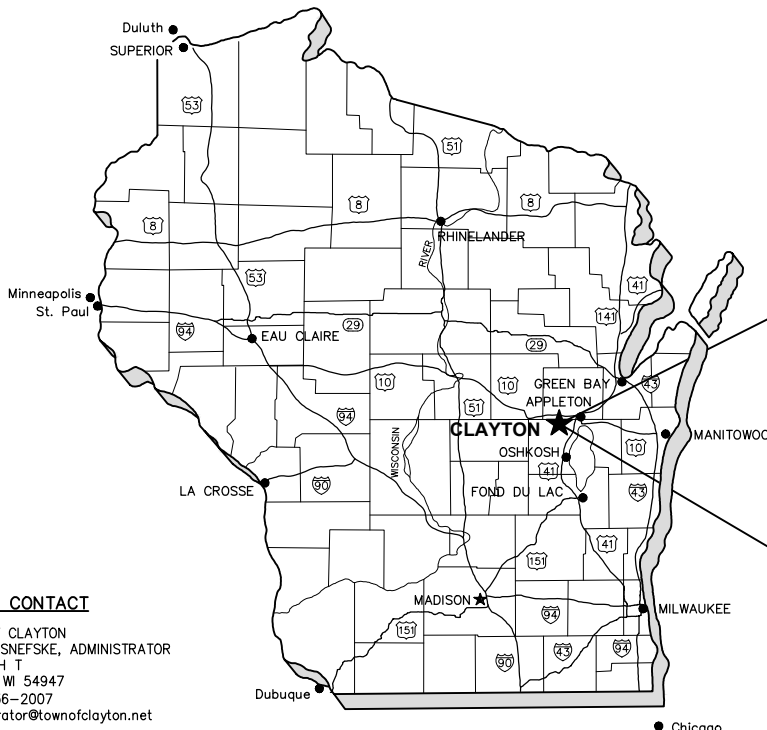 Duluth
SUPERIOR
53
51
8
8
8
RHINELANDER
RIVER
53
41
Minneapolis
St. Paul
141
94
29
EAU CLAIRE
29
10
10
GREEN BAY
43
51
APPLETON
94
CLAYTON
MANITOWOC
10
WISCONSIN
OSHKOSH
41
90
LA CROSSE
FOND DU LAC
43
41
151
CONTACT
MADISON
MILWAUKEE
94
CLAYTON
SNEFSKE, ADMINISTRATOR
151
H T
43
94
90
WI 54947
6-2007
Dubuque
rator@townofclayton.net
Chicago